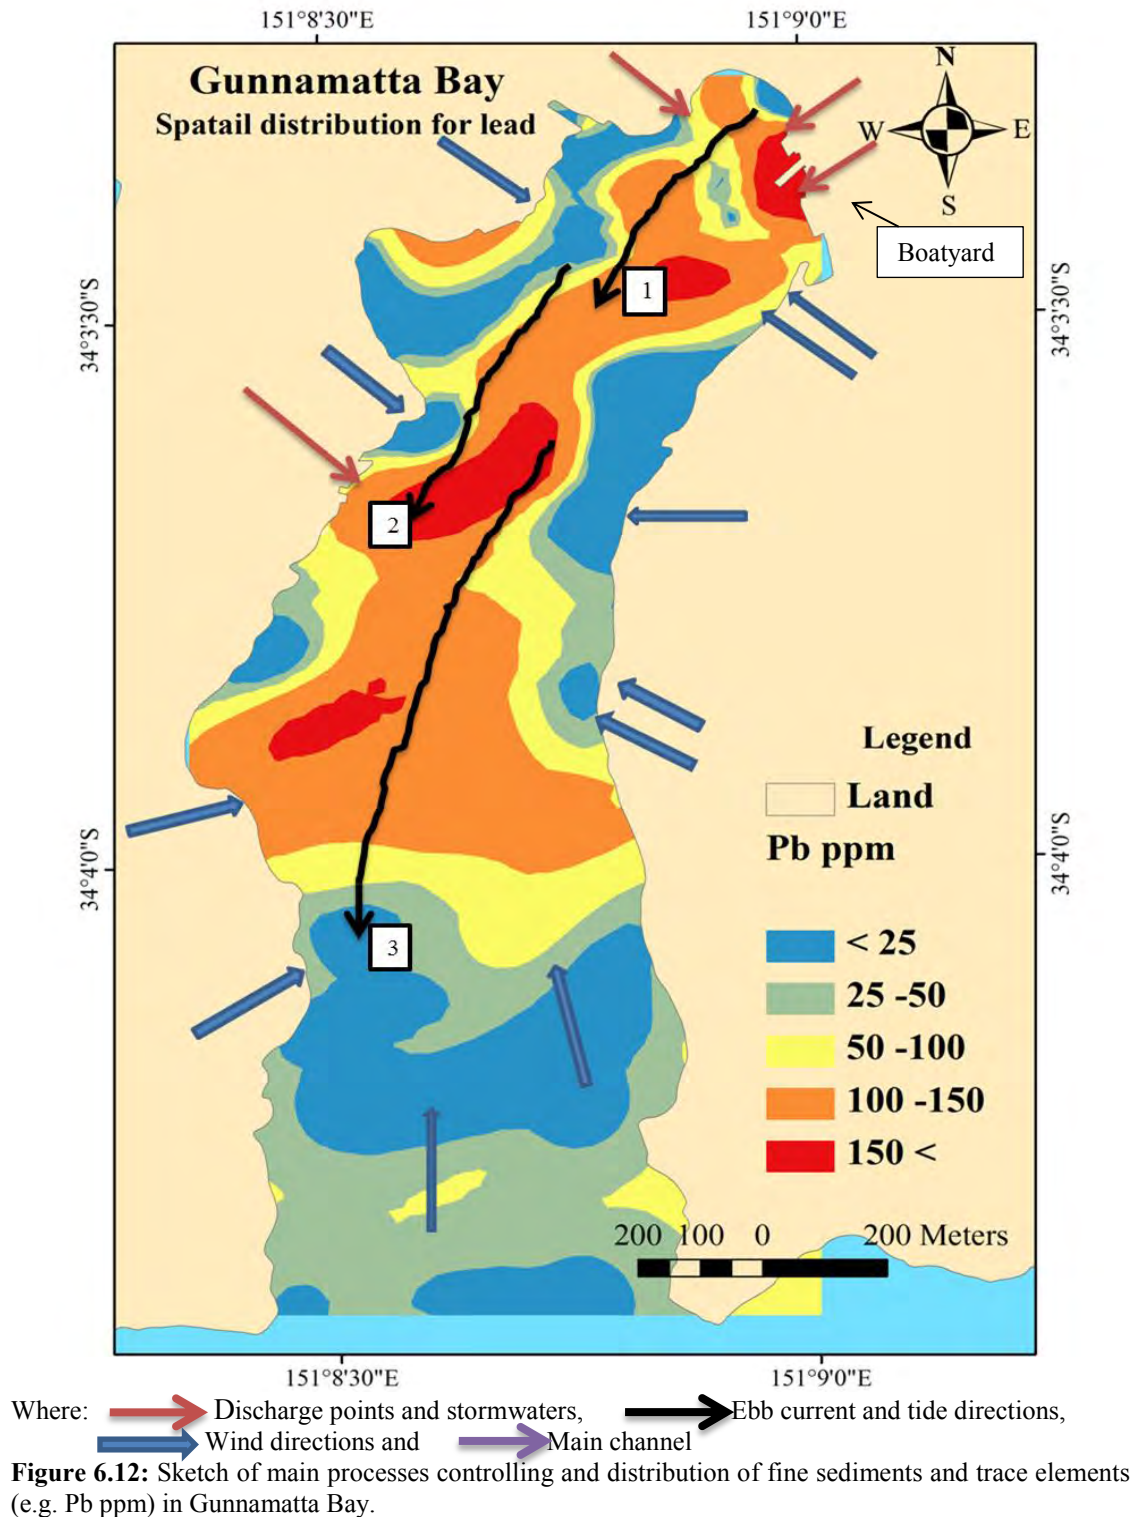 151°8'30"E 151°9'0"E
Gunnamatta Bay
Spatail distribution for lead
N
W E
S
Boatyard
1
34°3'30"S 34°3'30"S
2
Legend
Land
Pb ppm
34°4'0"S 34°4'0"S
3
< 25
25 -50
50 -100
100 -150
150 <
200 100 0 200 Meters
151°8'30"E 151°9'0"E
Where: Discharge points and stormwaters, Ebb current and tide directions,
Wind directions and Main channel
Figure 6.12: Sketch of main processes controlling and distribution of fine sediments and trace elements
(e.g. Pb ppm) in Gunnamatta Bay.